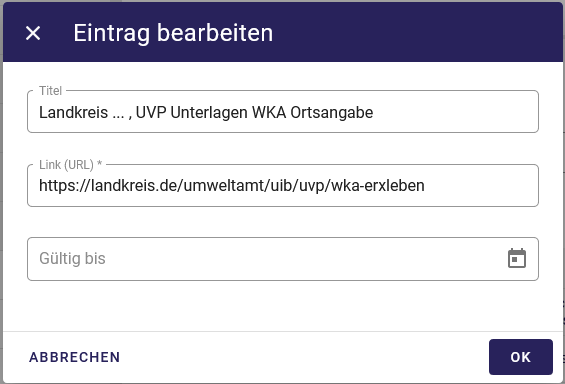 Eintrag bearbeiten
Titel
Landkreis ... , UVP Unterlagen WKA Ortsangabe
Link (URL) *
https://landkreis.de/umweltamt/uib/uvp/wka-erxleben
Gültig bis
ABBRECHEN
OK